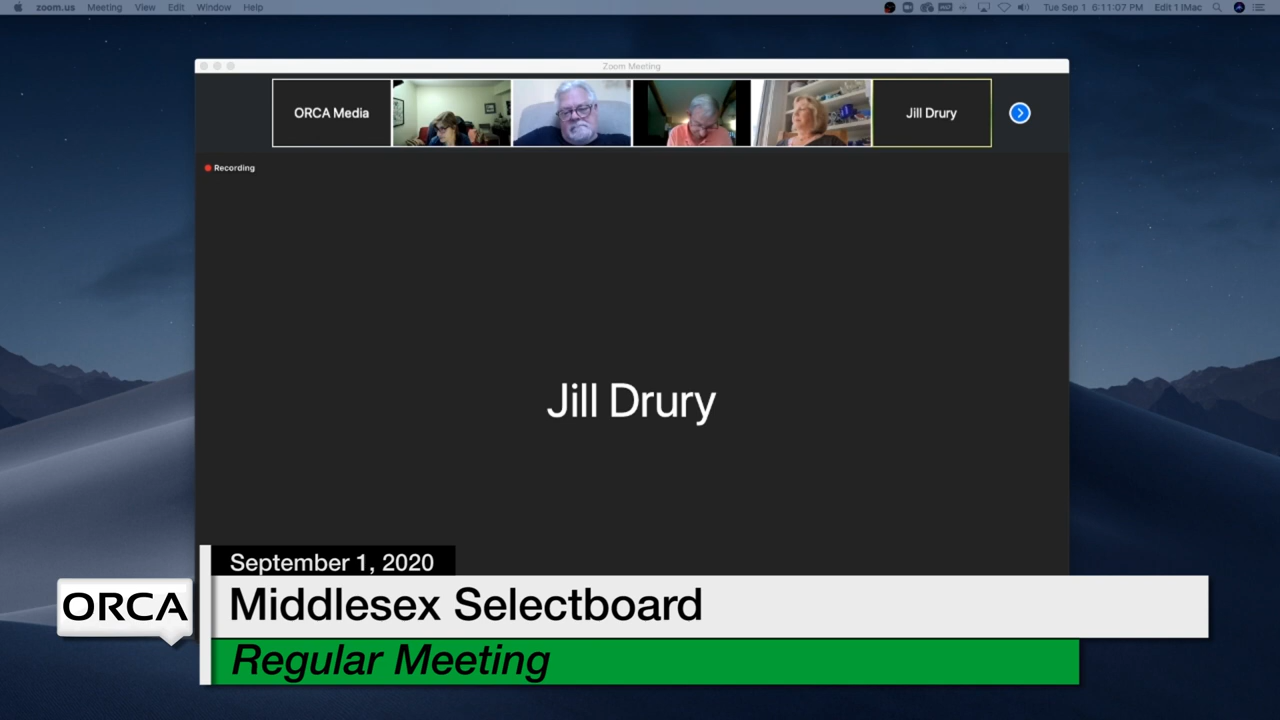 zoom.us Meeting View Edit Window Help Tue Sep 1 6:11:07 PM Edit 1 iMac
Zoom Meeting
ORCA Media
Jill Drury
Recording
Jill Drury
September 1, 2020
ORCA
Middlesex Selectboard
Regular Meeting